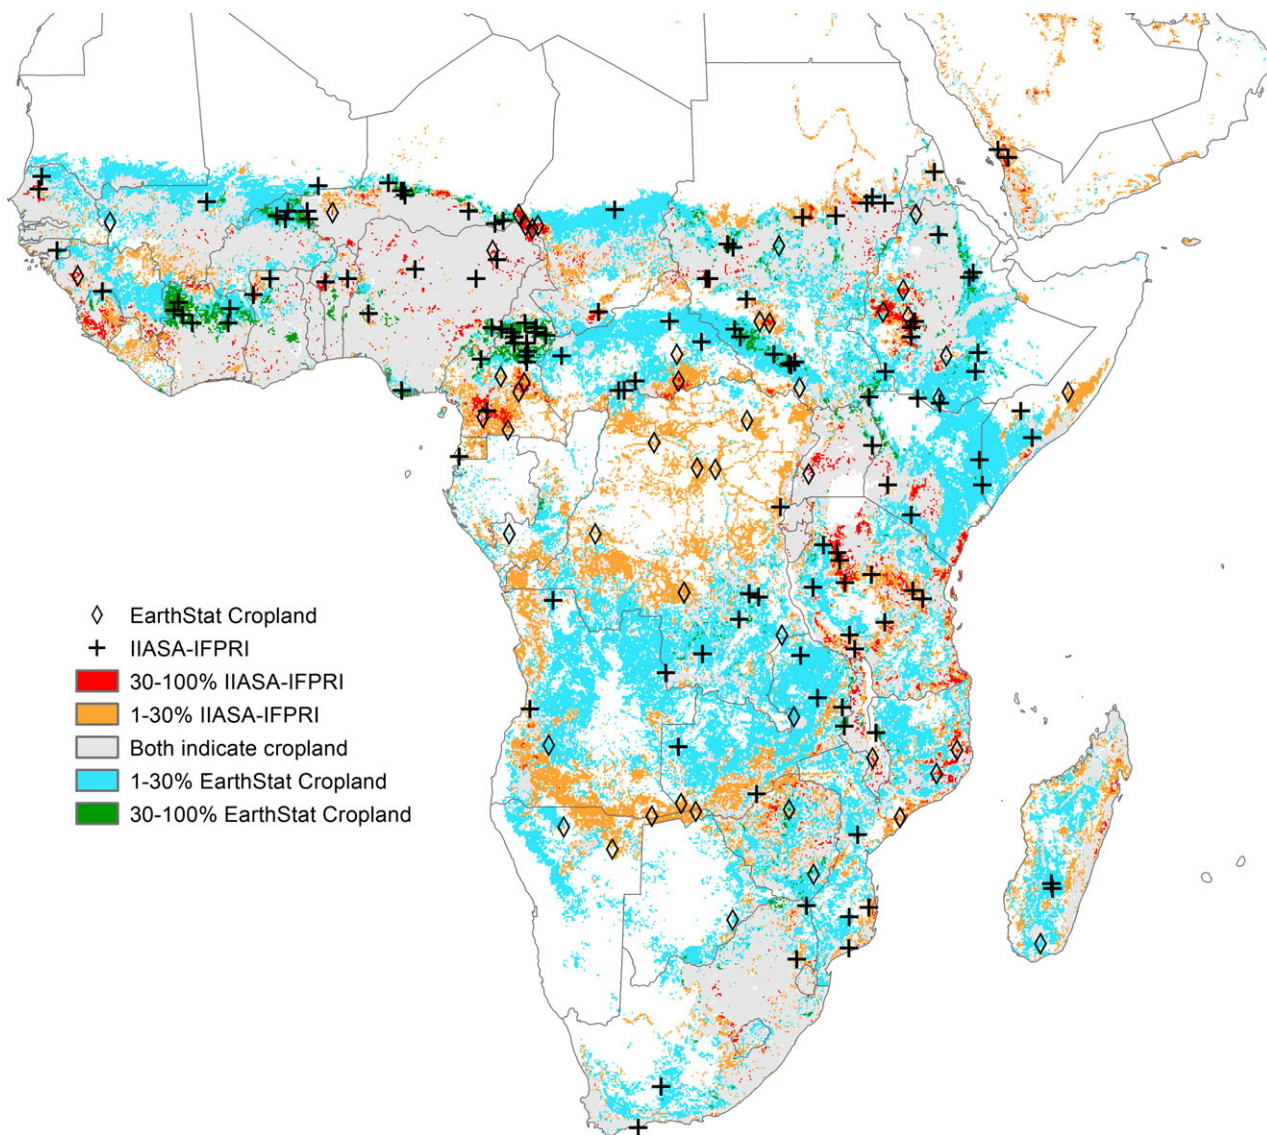 EarthStat Cropland
IIASA-IFPRI
30-100% IIASA-IFPRI
1-30% IIASA-IFPRI
Both indicate cropland
1-30% EarthStat Cropland
30-100% EarthStat Cropland